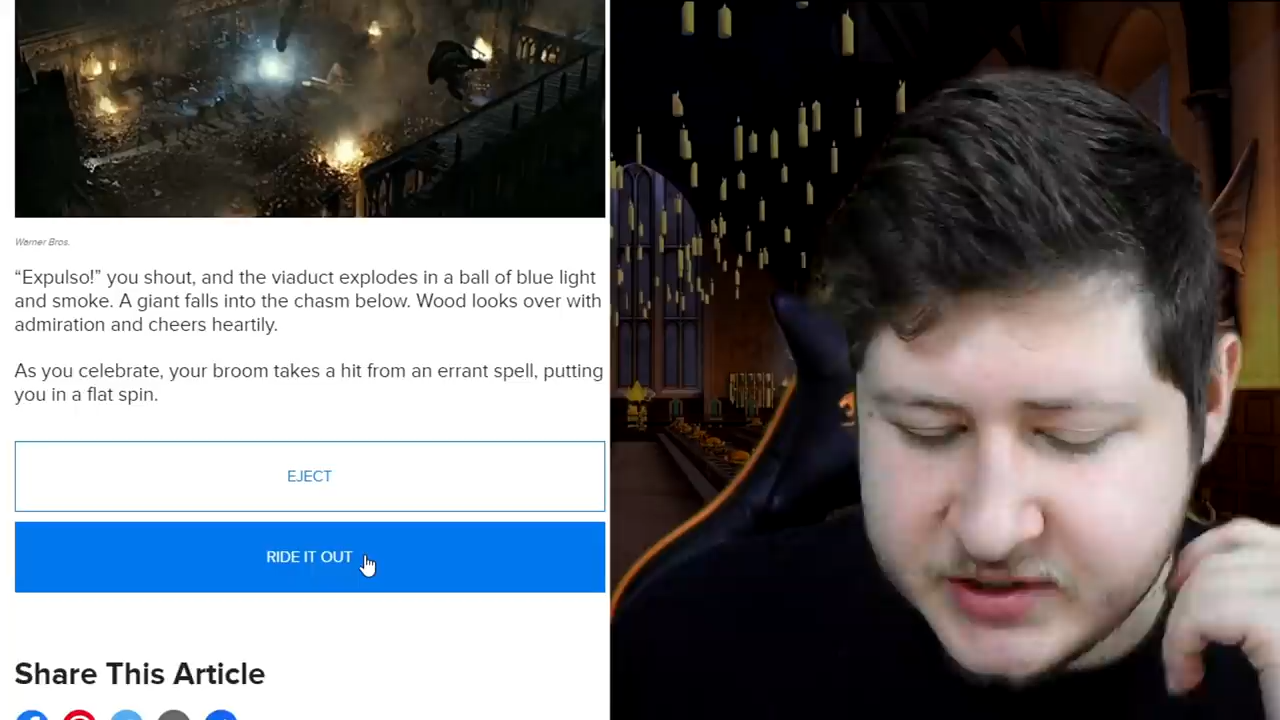 Warner Bros.
“Expulso!” you shout, and the viaduct explodes in a ball of blue light
and smoke. A giant falls into the chasm below. Wood looks over with
admiration and cheers heartily.
As you celebrate, your broom takes a hit from an errant spell, putting
you in a flat spin.
EJECT
RIDE IT OUT
Share This Article